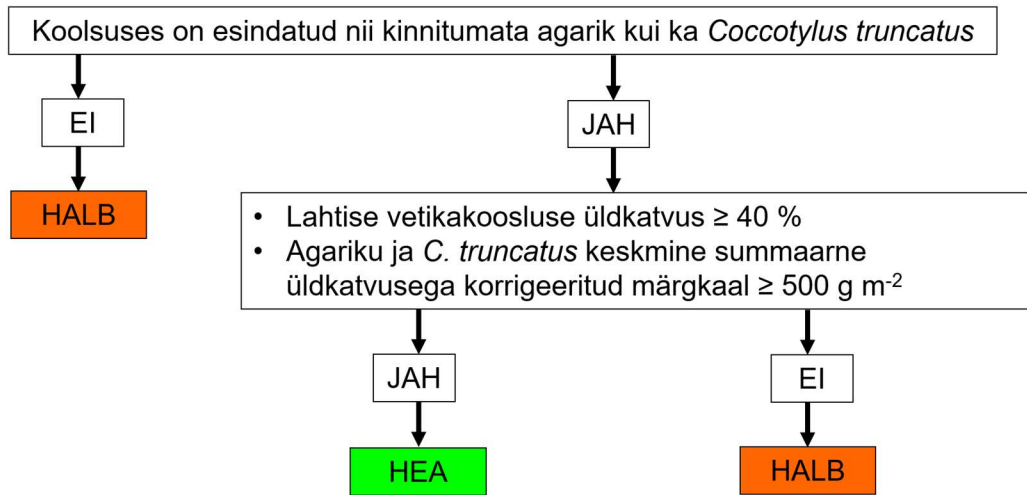 Koolsuses on esindatud nii kinnitumata agarik kui ka Coccotylus truncatus
EI
JAH
HALB
• Lahtise vetikakoosluse üldkatvus ≥ 40 %
• Agariku ja C. truncatus keskmine summaarne
üldkatvusega korrigeeritud märgkaal ≥ 500 g m-2
JAH
EI
HEA
HALB